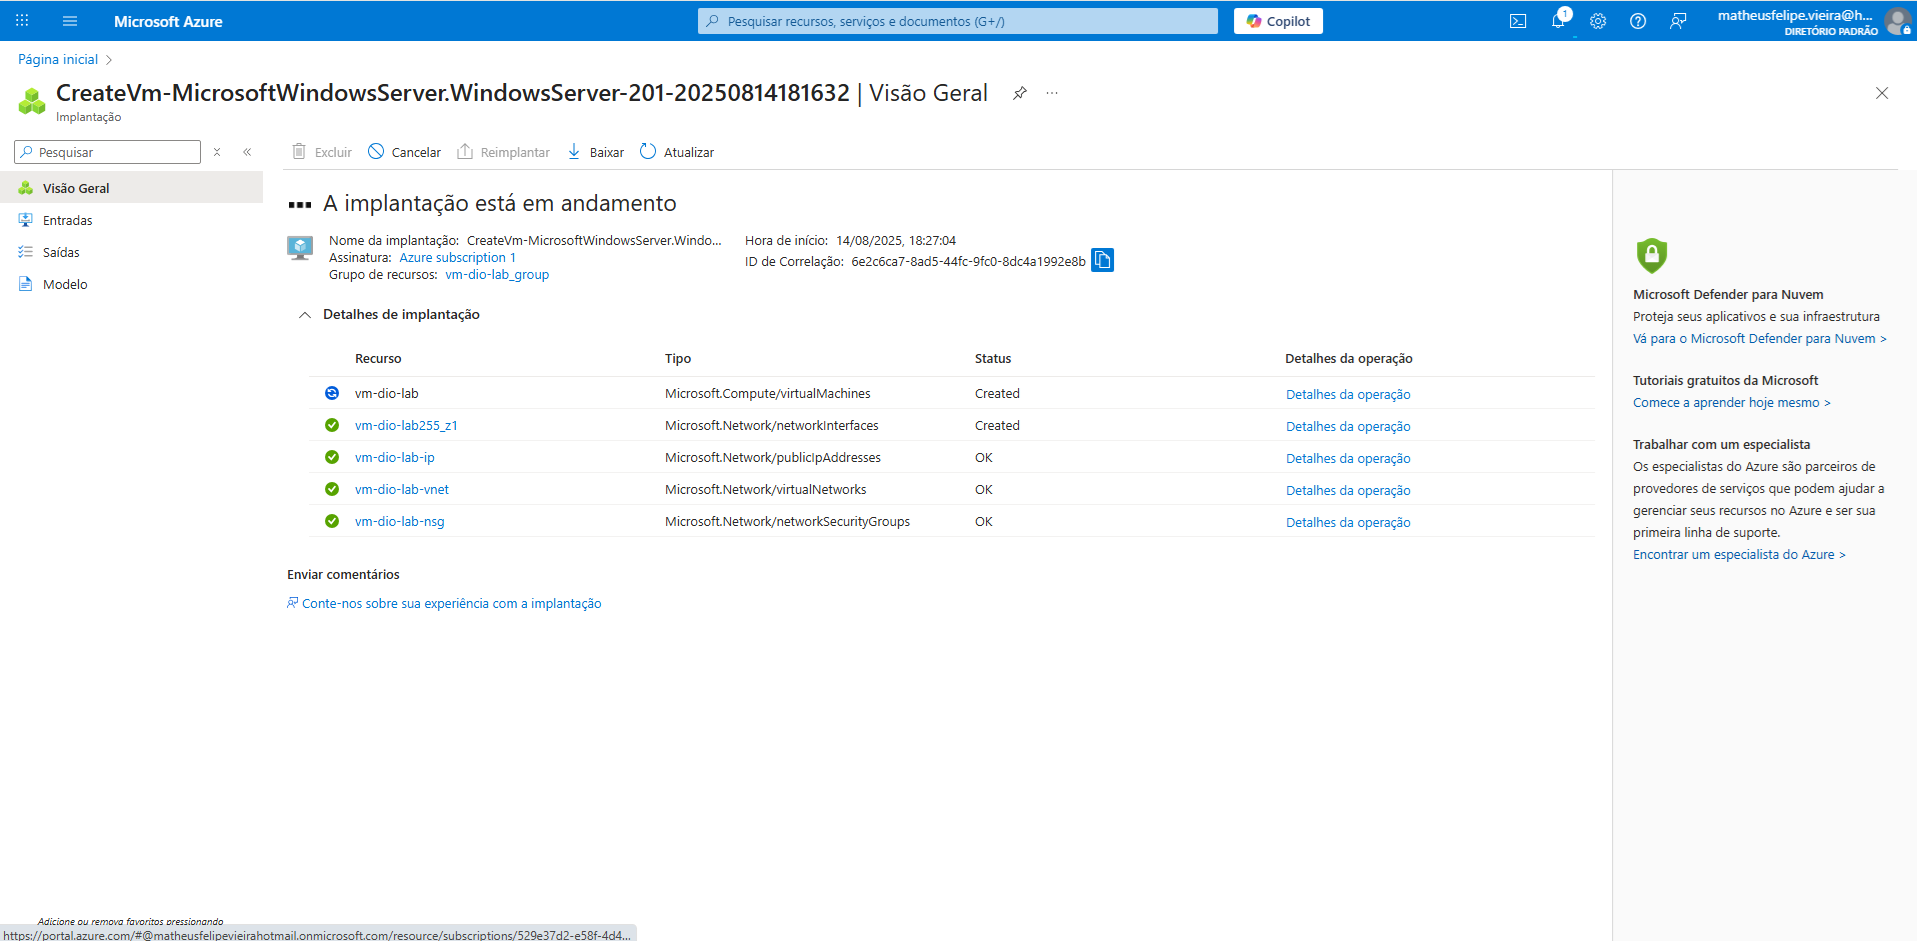 Microsoft Azure
Pesquisar recursos, serviços e documentos (G+/)
Copilot
1
matheusfelipe.vieira@h...
DIRETÓRIO PADRÃO
Página inicial
CreateVm-MicrosoftWindowsServer.WindowsServer-201-20250814181632 | Visão Geral
Implantação
Pesquisar
Excluir
Cancelar
Reimplantar
Baixar
Atualizar
Visão Geral
Entradas
Saídas
Modelo
A implantação está em andamento
Nome da implantação: CreateVm-MicrosoftWindowsServer.Windo...
Assinatura: Azure subscription 1
Grupo de recursos: vm-dio-lab_group
Hora de início: 14/08/2025, 18:27:04
ID de Correlação: 6e2c6ca7-8ad5-44fc-9fc0-8dc4a1992e8b
Detalhes de implantação
Recurso Tipo Status Detalhes da operação
vm-dio-lab Microsoft.Compute/virtualMachines Created Detalhes da operação
vm-dio-lab255_z1 Microsoft.Network/networkInterfaces Created Detalhes da operação
vm-dio-lab-ip Microsoft.Network/publicIpAddresses OK Detalhes da operação
vm-dio-lab-vnet Microsoft.Network/virtualNetworks OK Detalhes da operação
vm-dio-lab-nsg Microsoft.Network/networkSecurityGroups OK Detalhes da operação
Enviar comentários
Conte-nos sobre sua experiência com a implantação
Microsoft Defender para Nuvem
Proteja seus aplicativos e sua infraestrutura
Vá para o Microsoft Defender para Nuvem >
Tutoriais gratuitos da Microsoft
Comece a aprender hoje mesmo >
Trabalhar com um especialista
Os especialistas do Azure são parceiros de
provedores de serviços que podem ajudar a
gerenciar seus recursos no Azure e ser sua
primeira linha de suporte.
Encontrar um especialista do Azure >
Adicione ou remova favoritos pressionando
https://portal.azure.com/#@matheusfelipevieirahotmail.onmicrosoft.com/resource/subscriptions/529e37d2-e58f-4d4...